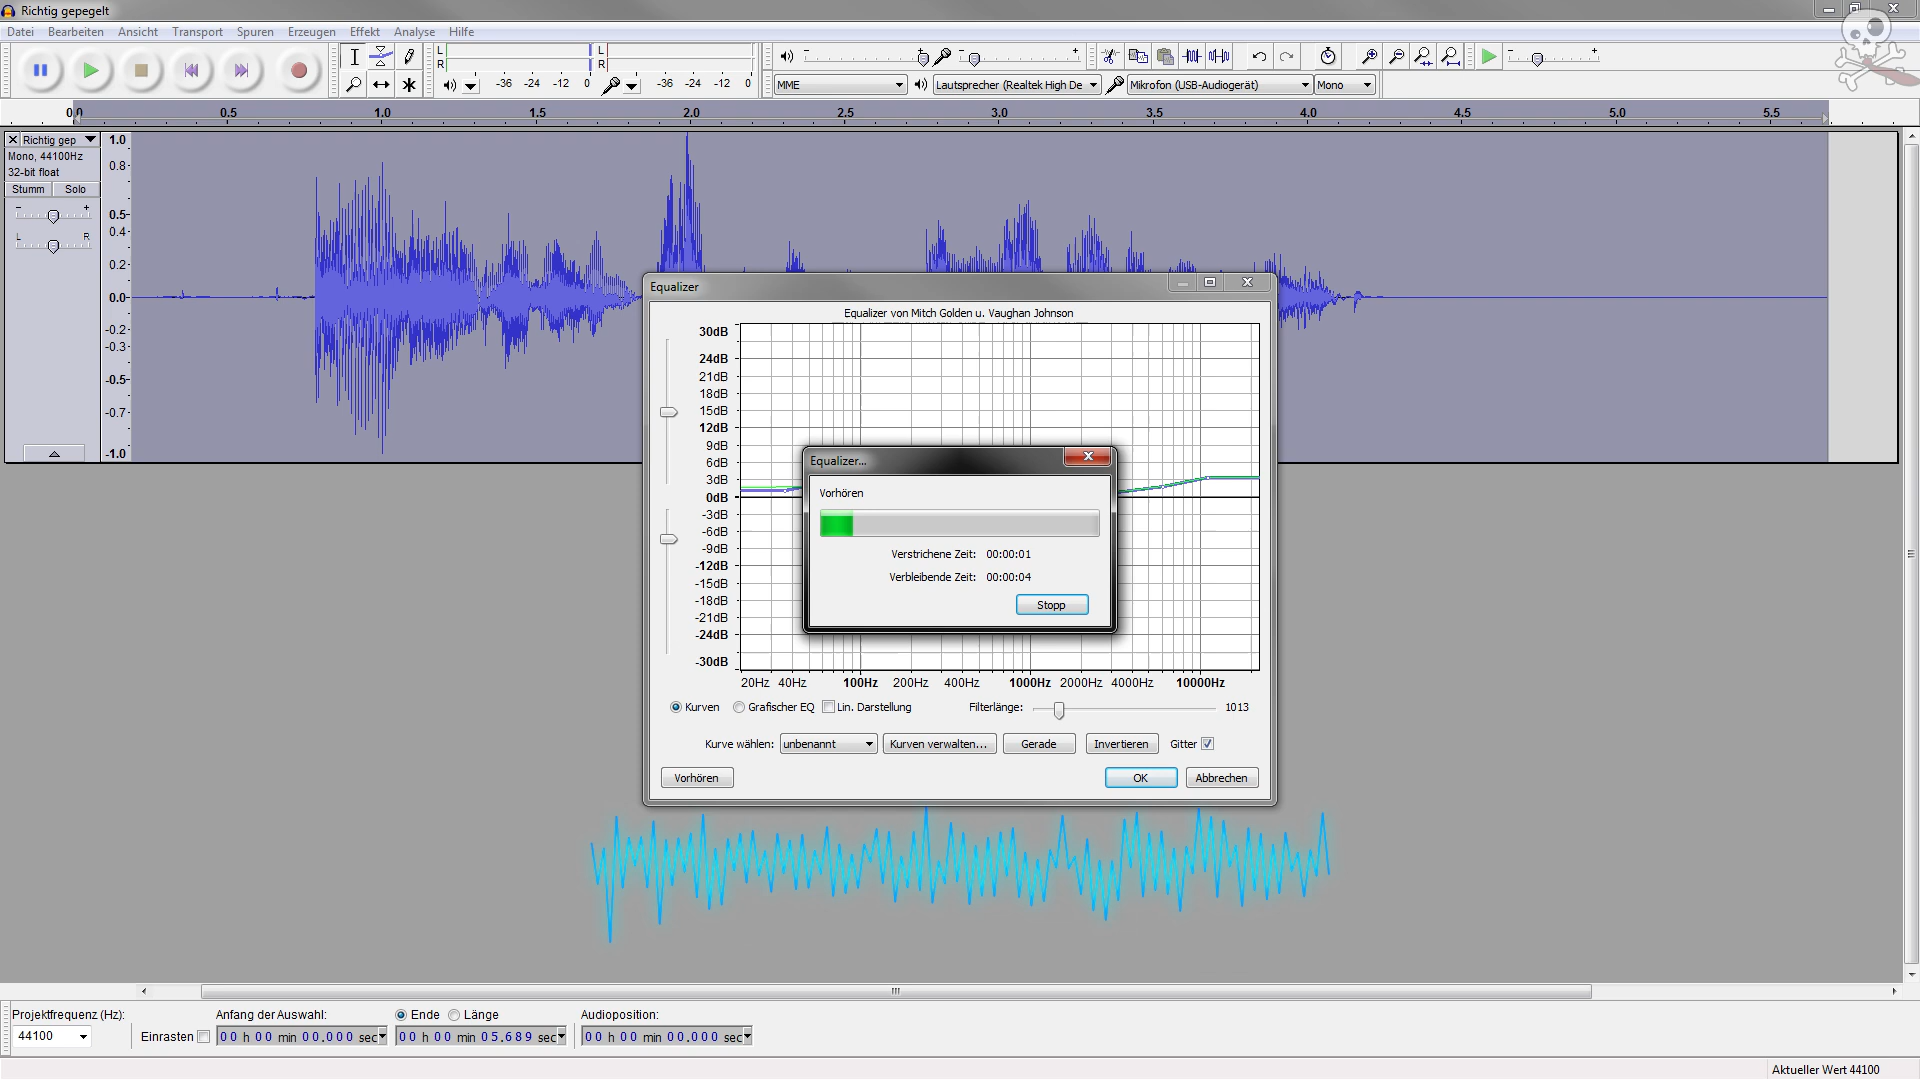 Richtig gepegelt
Datei Bearbeiten Ansicht Transport Spuren Erzeugen Effekt Analyse Hilfe
L
R
-36 -24 -12 0
L
R
-36 -24 -12 0
MME Lautsprecher (Realtek High De Mikrofon (USB-Audiogerät) Mono
0.0 0.5 1.0 1.5 2.0 2.5 3.0 3.5 4.0 4.5 5.0 5.5
Richtig gep
Mono, 44100Hz
32-bit float
Stumm Solo
- +
L R
1.0
0.8
0.5
0.4
0.2
0.0
-0.2
-0.3
-0.5
-0.7
-1.0
Equalizer
Equalizer von Mitch Golden u. Vaughan Johnson
30dB
24dB
21dB
18dB
15dB
12dB
9dB
6dB
3dB
0dB
-3dB
-6dB
-9dB
-12dB
-15dB
-18dB
-21dB
-24dB
-30dB
20Hz 40Hz 100Hz 200Hz 400Hz 1000Hz 2000Hz 4000Hz 10000Hz
Equalizer...
Vorhören
Verstrichene Zeit: 00:00:01
Verbleibende Zeit: 00:00:04
Stopp
Kurven Grafischer EQ Lin. Darstellung Filterlänge: 1013
Kurve wählen: unbenannt Kurven verwalten... Gerade Invertieren Gitter
Vorhören OK Abbrechen
Projektfrequenz (Hz): Anfang der Auswahl: Ende Länge Audioposition:
44100 Einrasten 00 h 00 min 00.000 sec 00 h 00 min 05.689 sec 00 h 00 min 00.000 sec
Aktueller Wert 44100